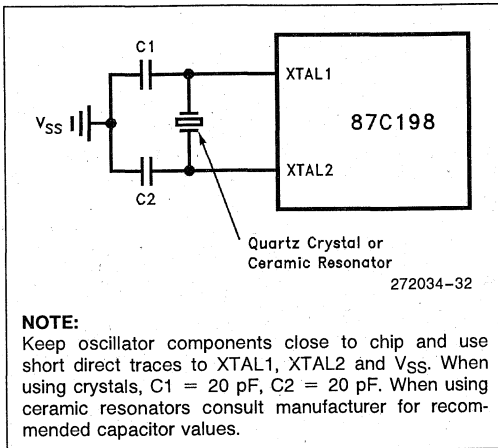 C1
XTAL1
87C198
VSS
XTAL2
C2
Quartz Crystal or
Ceramic Resonator
272034-32
NOTE:
Keep oscillator components close to chip and use
short direct traces to XTAL1, XTAL2 and VSS. When
using crystals, C1 = 20 pF, C2 = 20 pF. When using
ceramic resonators consult manufacturer for recom-
mended capacitor values.